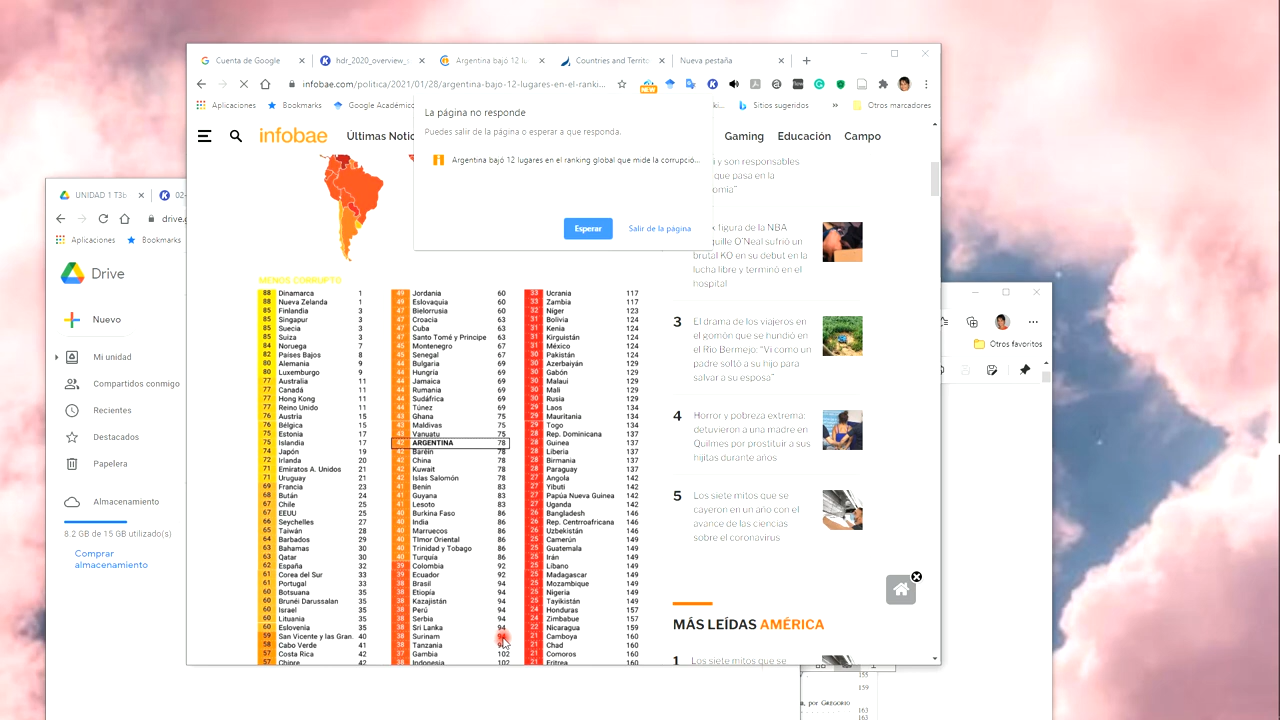 Cuenta de Google
hdr_2020_overview_s
Argentina bajó 12 lu
Countries and Territo
Nueva pestaña
infobae.com/politica/2021/01/28/argentina-bajo-12-lugares-en-el-ranki...
Aplicaciones
Bookmarks
Google Académico
Sitios sugeridos
»
Otros marcadores
La página no responde
Puedes salir de la página o esperar a que responda.
Argentina bajó 12 lugares en el ranking global que mide la corrupció...
Esperar
Salir de la página
infobae
Últimas Notic
Gaming
Educación
Campo
MENOS CORRUPTO
88 Dinamarca 1
88 Nueva Zelanda 1
85 Finlandia 3
85 Singapur 3
85 Suecia 3
85 Suiza 3
84 Noruega 7
82 Países Bajos 8
80 Alemania 9
80 Luxemburgo 9
77 Australia 11
77 Canadá 11
77 Hong Kong 11
77 Reino Unido 11
76 Austria 15
76 Bélgica 15
75 Estonia 17
75 Islandia 17
74 Japón 19
72 Irlanda 20
71 Emiratos A. Unidos 21
71 Uruguay 21
69 Francia 23
68 Bután 24
67 Chile 25
67 EEUU 25
66 Seychelles 27
65 Taiwán 28
64 Barbados 29
63 Bahamas 30
63 Qatar 30
62 España 32
61 Corea del Sur 33
61 Portugal 33
60 Botsuana 35
60 Brunéi Darussalan 35
60 Israel 35
60 Lituania 35
60 Eslovenia 35
59 San Vicente y las Gran. 40
58 Cabo Verde 41
57 Costa Rica 42
57 Chipre 42
49 Jordania 60
49 Eslovaquia 60
47 Bielorrusia 60
47 Croacia 63
47 Cuba 63
47 Santo Tomé y Principe 63
45 Montenegro 67
45 Senegal 67
44 Bulgaria 69
44 Hungría 69
44 Jamaica 69
44 Rumania 69
44 Sudáfrica 69
44 Túnez 69
43 Ghana 75
43 Maldivas 75
43 Vanuatu 75
42 ARGENTINA 78
42 Baréin 78
42 China 78
42 Kuwait 78
42 Islas Salomón 78
41 Benín 83
41 Guyana 83
41 Lesoto 83
40 Burkina Faso 86
40 India 86
40 Marruecos 86
40 TImor Oriental 86
40 Trinidad y Tobago 86
40 Turquía 86
39 Colombia 92
39 Ecuador 92
38 Brasil 94
38 Etiopía 94
38 Kazajistán 94
38 Perú 94
38 Serbia 94
38 Sri Lanka 94
38 Surinam
38 Tanzania
37 Gambia 102
37 Indonesia 102
33 Ucrania 117
33 Zambia 117
32 Níger 123
31 Bolivia 124
31 Kenia 124
31 Kirguistán 124
31 México 124
31 Pakistán 124
30 Azerbaiyán 129
30 Gabón 129
30 Malaui 129
30 Mali 129
30 Rusia 129
29 Laos 134
29 Mauritania 134
29 Togo 134
28 Rep. Dominicana 137
28 Guinea 137
28 Liberia 137
28 Birmania 137
28 Paraguay 137
27 Angola 142
27 Yibuti 142
27 Papúa Nueva Guinea 142
27 Uganda 142
26 Bangladesh 146
26 Rep. Centrroafricana 146
26 Uzbekistán 146
25 Camerún 149
25 Guatemala 149
25 Irán 149
25 Líbano 149
25 Madagascar 149
25 Mozambique 149
25 Nigeria 149
25 Tayikistán 149
24 Honduras 157
24 Zimbabue 157
22 Nicaragua 159
21 Camboya 160
21 Chad 160
21 Comoros 160
21 Eritrea 160
i y son responsables
que pasa en la
omia"
figura de la NBA
quille O'Neal sufrió un
brutal KO en su debut en la
lucha libre y terminó en el
hospital
3
El drama de los viajeros en
el gomón que se hundió en
el Río Bermejo: "Vi como un
padre soltó a su hijo para
salvar a su esposa"
4
Horror y pobreza extrema:
detuvieron a una madre en
Quilmes por prostituir a sus
hijitas durante años
5
Los siete mitos que se
cayeron en un año con el
avance de las ciencias
sobre el coronavirus
MÁS LEÍDAS AMÉRICA
1
Los siete mitos que se
UNIDAD 1 T3b
02-
drive.g
Aplicaciones
Bookmarks
Drive
Nuevo
Mi unidad
Compartidos conmigo
Recientes
Destacados
Papelera
Almacenamiento
8.2 GB de 15 GB utilizado(s)
Comprar
almacenamiento
Otros favoritos
155
159
a, por GREGORIO
163
163